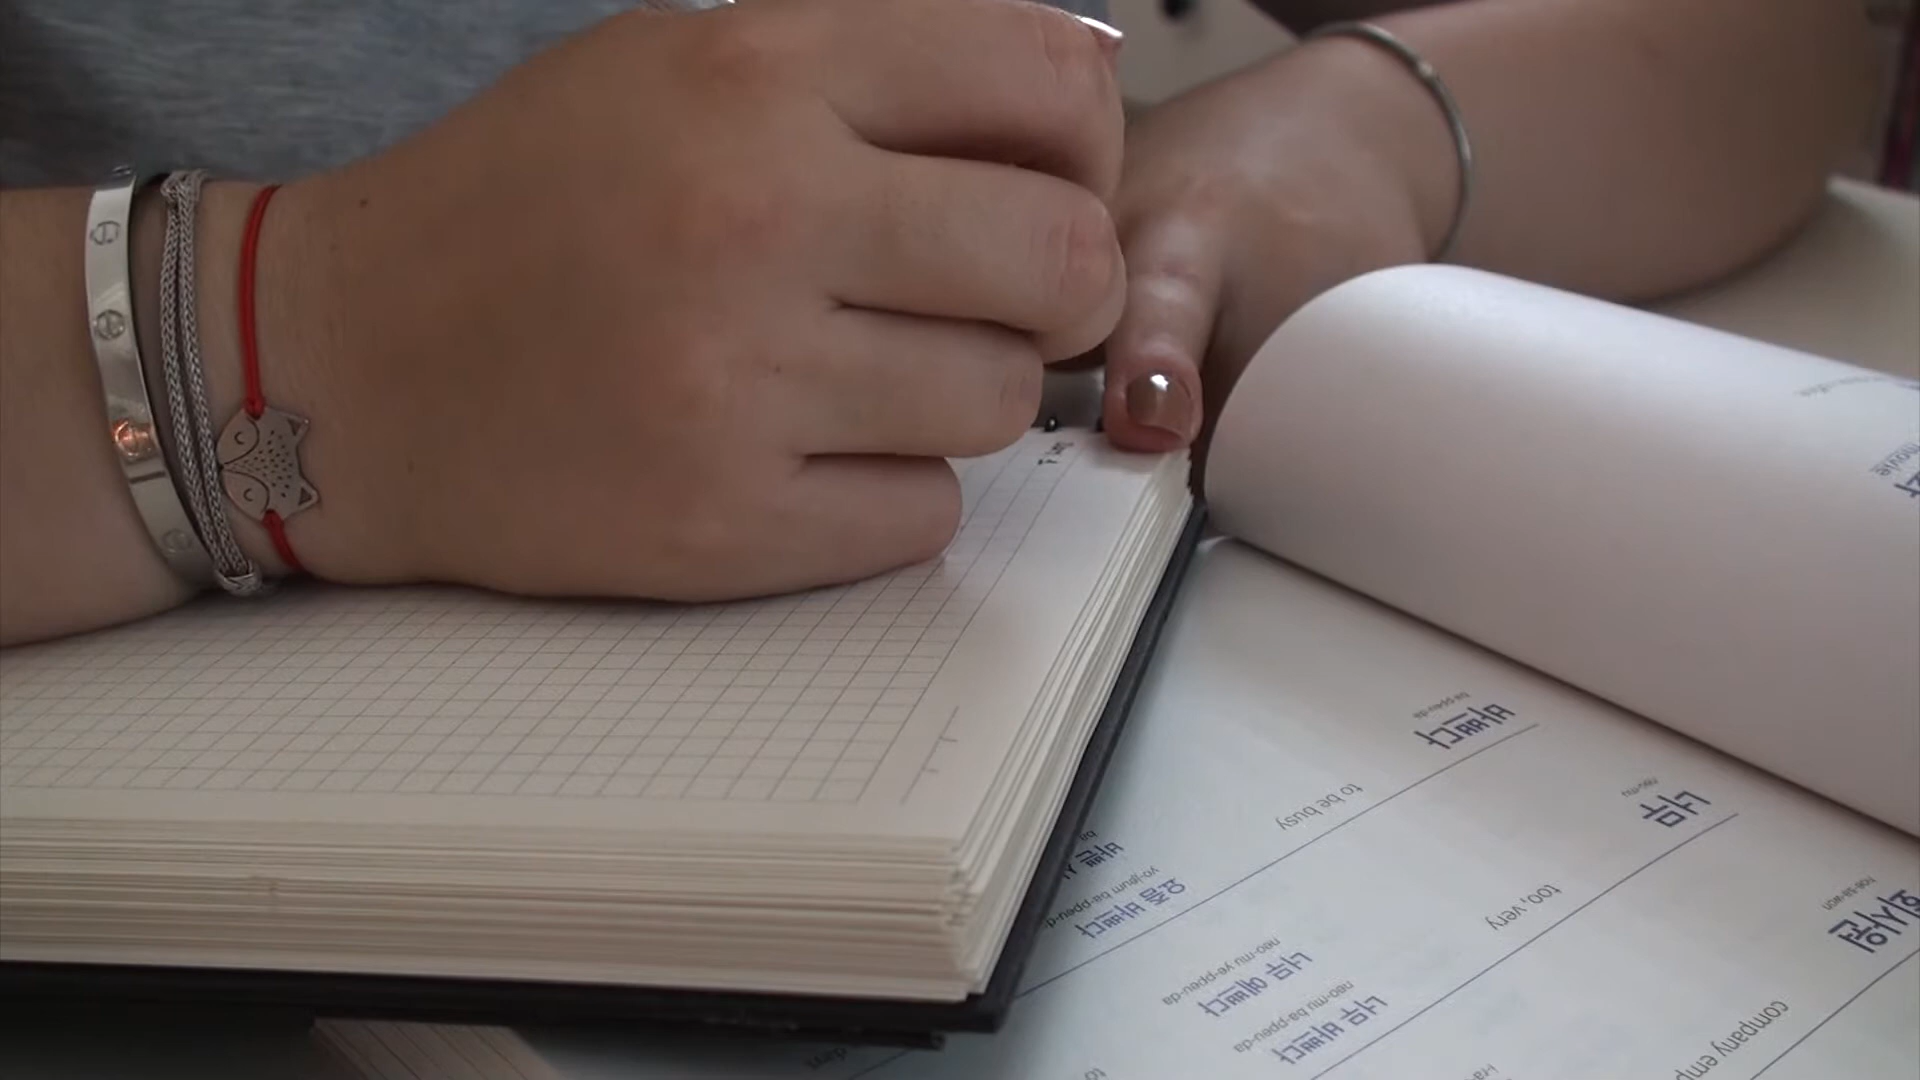 회사원
hoe-sa-won
company emp
너무
neo-mu
too, very
너무 바쁘다
neo-mu ba-ppeu-da
너무 예쁘다
neo-mu ye-ppeu-da
바쁘다
ba-ppeu-da
to be busy
요즘 바쁘다
yo-jeum ba-ppeu-d
movie